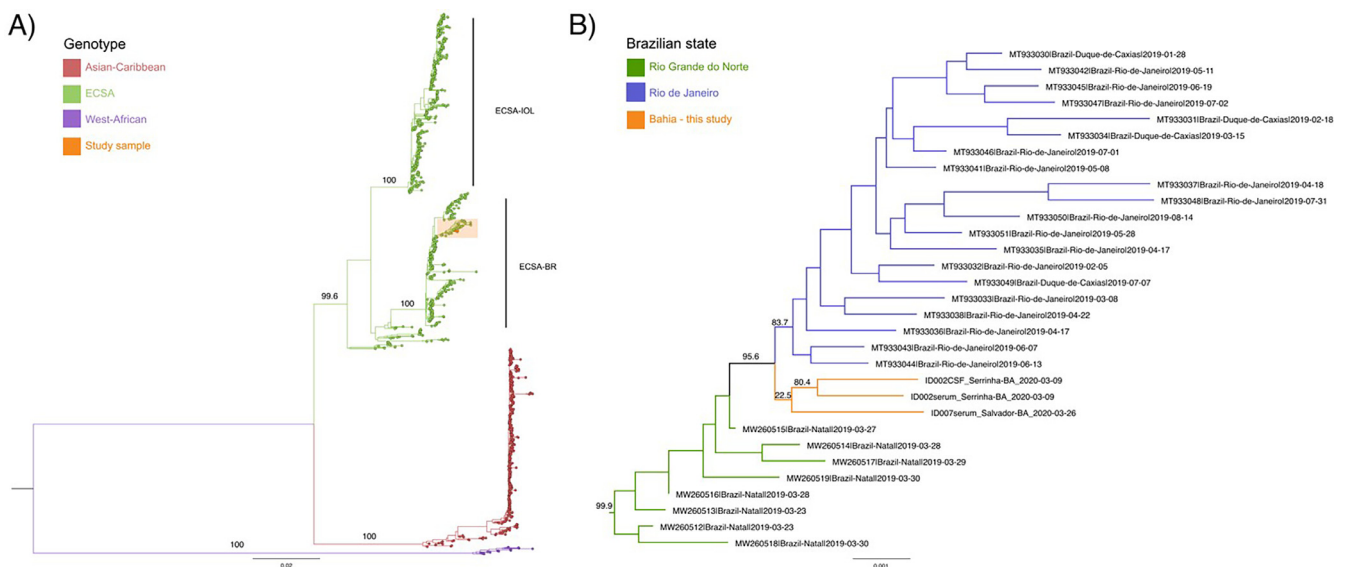 A)
Genotype
Asian-Caribbean
ECSA
West-African
Study sample
ECSA-IOL
100
ECSA-BR
99.6
100
100
100
0.02
B)
Brazilian state
Rio Grande do Norte
Rio de Janeiro
Bahia - this study
MT933030|Brazil-Duque-de-Caxias|2019-01-28
MT933042|Brazil-Rio-de-Janeiro|2019-05-11
MT933045|Brazil-Rio-de-Janeiro|2019-06-19
MT933047|Brazil-Rio-de-Janeiro|2019-07-02
MT933031|Brazil-Duque-de-Caxias|2019-02-18
MT933034|Brazil-Duque-de-Caxias|2019-03-15
MT933046|Brazil-Rio-de-Janeiro|2019-07-01
MT933041|Brazil-Rio-de-Janeiro|2019-05-08
MT933037|Brazil-Rio-de-Janeiro|2019-04-18
MT933048|Brazil-Rio-de-Janeiro|2019-07-31
MT933050|Brazil-Rio-de-Janeiro|2019-08-14
MT933051|Brazil-Rio-de-Janeiro|2019-05-28
MT933035|Brazil-Rio-de-Janeiro|2019-04-17
MT933032|Brazil-Rio-de-Janeiro|2019-02-05
MT933049|Brazil-Duque-de-Caxias|2019-07-07
MT933033|Brazil-Rio-de-Janeiro|2019-03-08
MT933038|Brazil-Rio-de-Janeiro|2019-04-22
83.7
MT933036|Brazil-Rio-de-Janeiro|2019-04-17
MT933043|Brazil-Rio-de-Janeiro|2019-06-07
95.6
MT933044|Brazil-Rio-de-Janeiro|2019-06-13
80.4
ID002CSF_Serrinha-BA_2020-03-09
22.5
ID002serum_Serrinha-BA_2020-03-09
ID007serum_Salvador-BA_2020-03-26
MW260515|Brazil-Natal|2019-03-27
MW260514|Brazil-Natal|2019-03-28
MW260517|Brazil-Natal|2019-03-29
MW260519|Brazil-Natal|2019-03-30
MW260516|Brazil-Natal|2019-03-28
99.9
MW260513|Brazil-Natal|2019-03-23
MW260512|Brazil-Natal|2019-03-23
MW260518|Brazil-Natal|2019-03-30
0.001